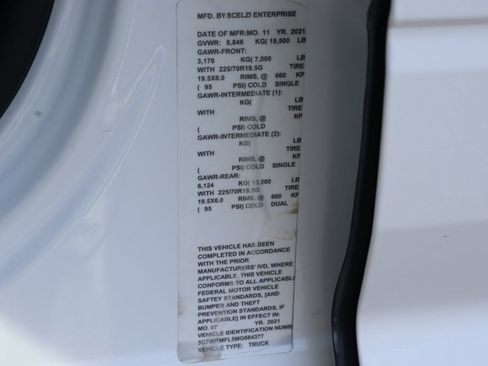 MFD. BY SCELZI ENTERPRISE
DATE OF MFR:MO. 11 YR. 2021
GVWR: 8,846 KG( 19,500 LB
GAWR-FRONT:
3,176 KG( 7,000 LB
WITH 225/70R19.5G TIRE
19.5X6.0 RIMS, @ 660 KP
( 95 PSI) COLD SINGLE
GAWR-INTERMEDIATE (1):
KG( LB
WITH TIRE
RIMS, @ KP
( PSI) COLD
GAWR-INTERMEDIATE (2):
KG( LB
WITH TIRE
RIMS, @ KP
( PSI) COLD SINGLE
GAWR-REAR:
6,124 KG( 13,500 LB
WITH 225/70R19.5G TIRE
19.5X6.0 RIMS, @ 660 KP
( 95 PSI) COLD DUAL
THIS VEHICLE HAS BEEN
COMPLETED IN ACCORDANCE
WITH THE PRIOR
MANUFACTURERS' IVD, WHERE
APPLICABLE. THIS VEHICLE
CONFORMS TO ALL APPLICABLE
FEDERAL MOTOR VEHICLE
SAFTEY STANDARDS, [AND
BUMPER AND THEFT
PREVENTION STANDARDS, IF
APPLICABLE] IN EFFECT IN:
MO. 07 YR. 2021
VEHICLE IDENTIFICATION NUMB
3C7WRMFL5MG684377
VEHICLE TYPE: TRUCK